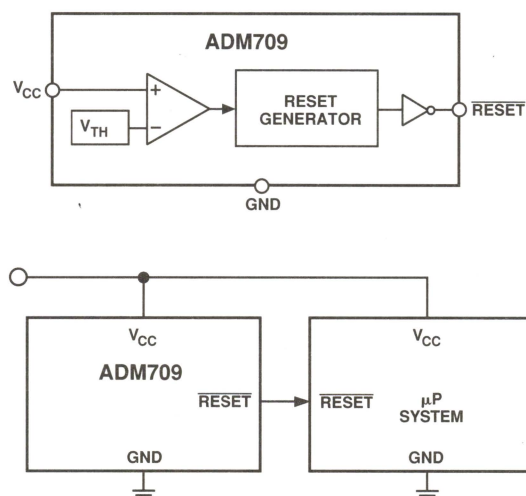 ADM709
VCC
+
VTH
−
RESET
GENERATOR
RESET
GND
VCC
VCC
ADM709
RESET
RESET
µP
SYSTEM
GND
GND